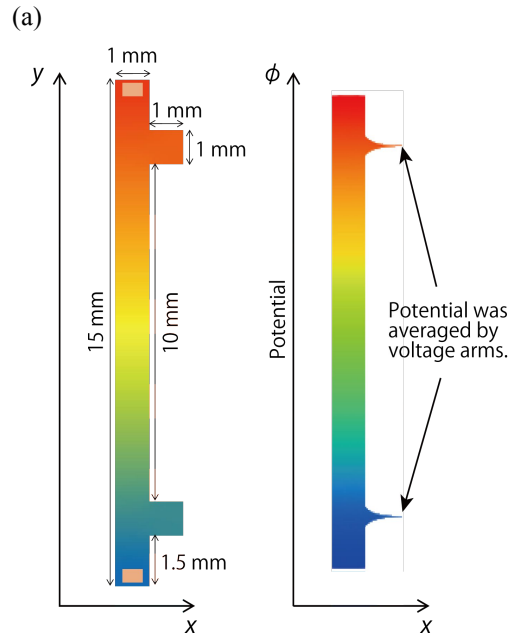 (a)
y
1 mm
1 mm
1 mm
15 mm
10 mm
1.5 mm
x
ϕ
Potential
Potential was
averaged by
voltage arms.
x